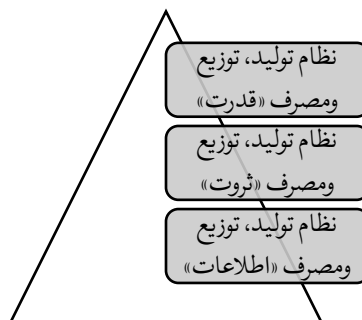 نظام تولید، توزیع
ومصرف «قدرت»
نظام تولید، توزیع
ومصرف «ثروت»
نظام تولید، توزیع
ومصرف «اطلاعات»